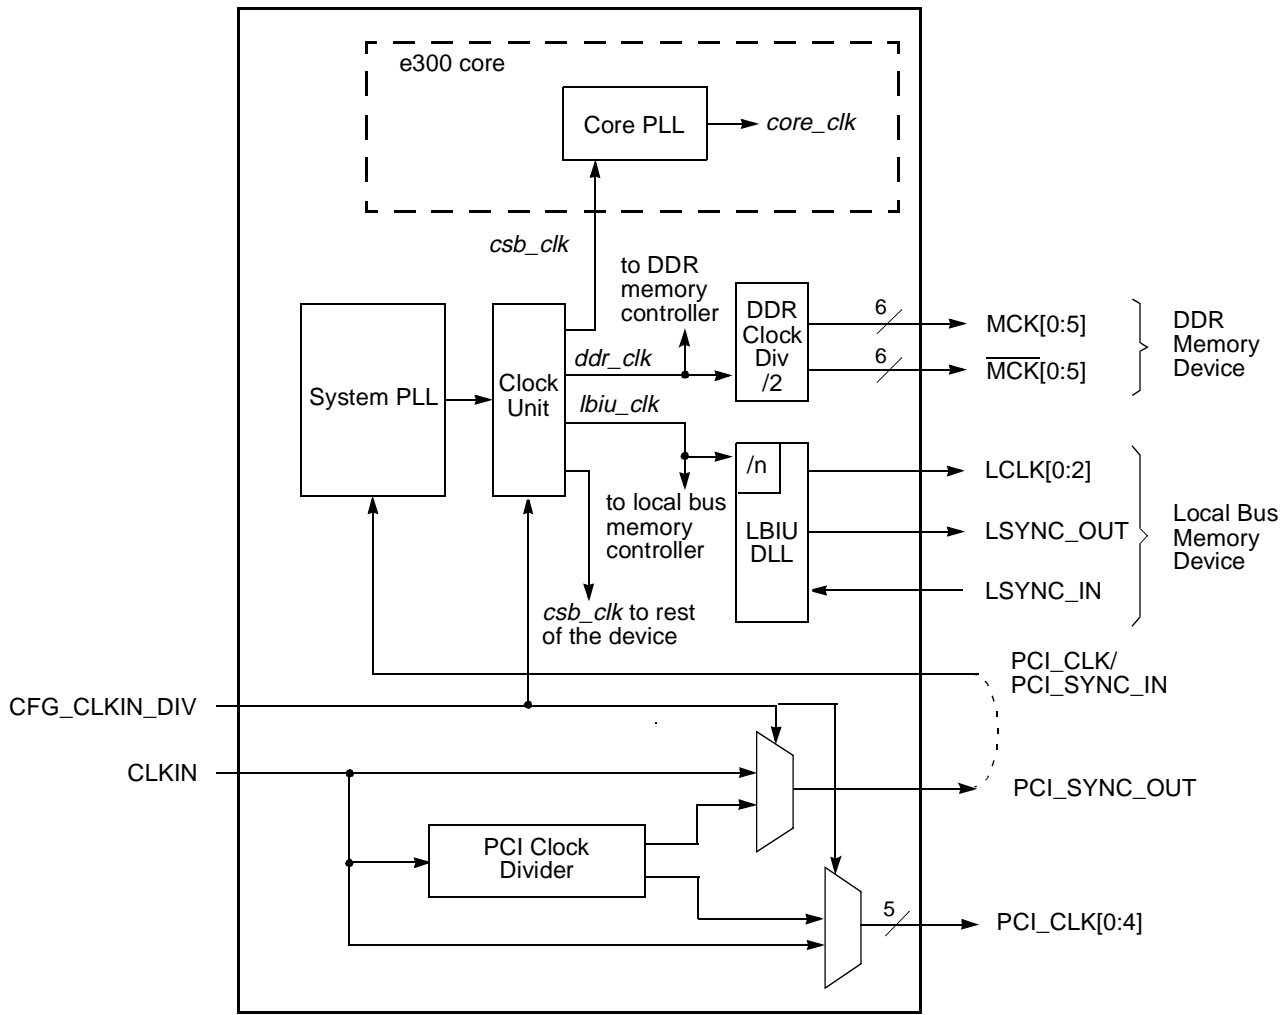 e300 core
Core PLL
core_clk
csb_clk
to DDR
memory
controller
DDR
Clock
Div
/2
6
MCK[0:5]
6
MCK[0:5]
DDR
Memory
Device
System PLL
Clock
Unit
ddr_clk
lbiu_clk
/n
LBIU
DLL
LCLK[0:2]
LSYNC_OUT
LSYNC_IN
Local Bus
Memory
Device
to local bus
memory
controller
csb_clk to rest
of the device
PCI_CLK/
PCI_SYNC_IN
CFG_CLKIN_DIV
CLKIN
PCI_SYNC_OUT
PCI Clock
Divider
5
PCI_CLK[0:4]